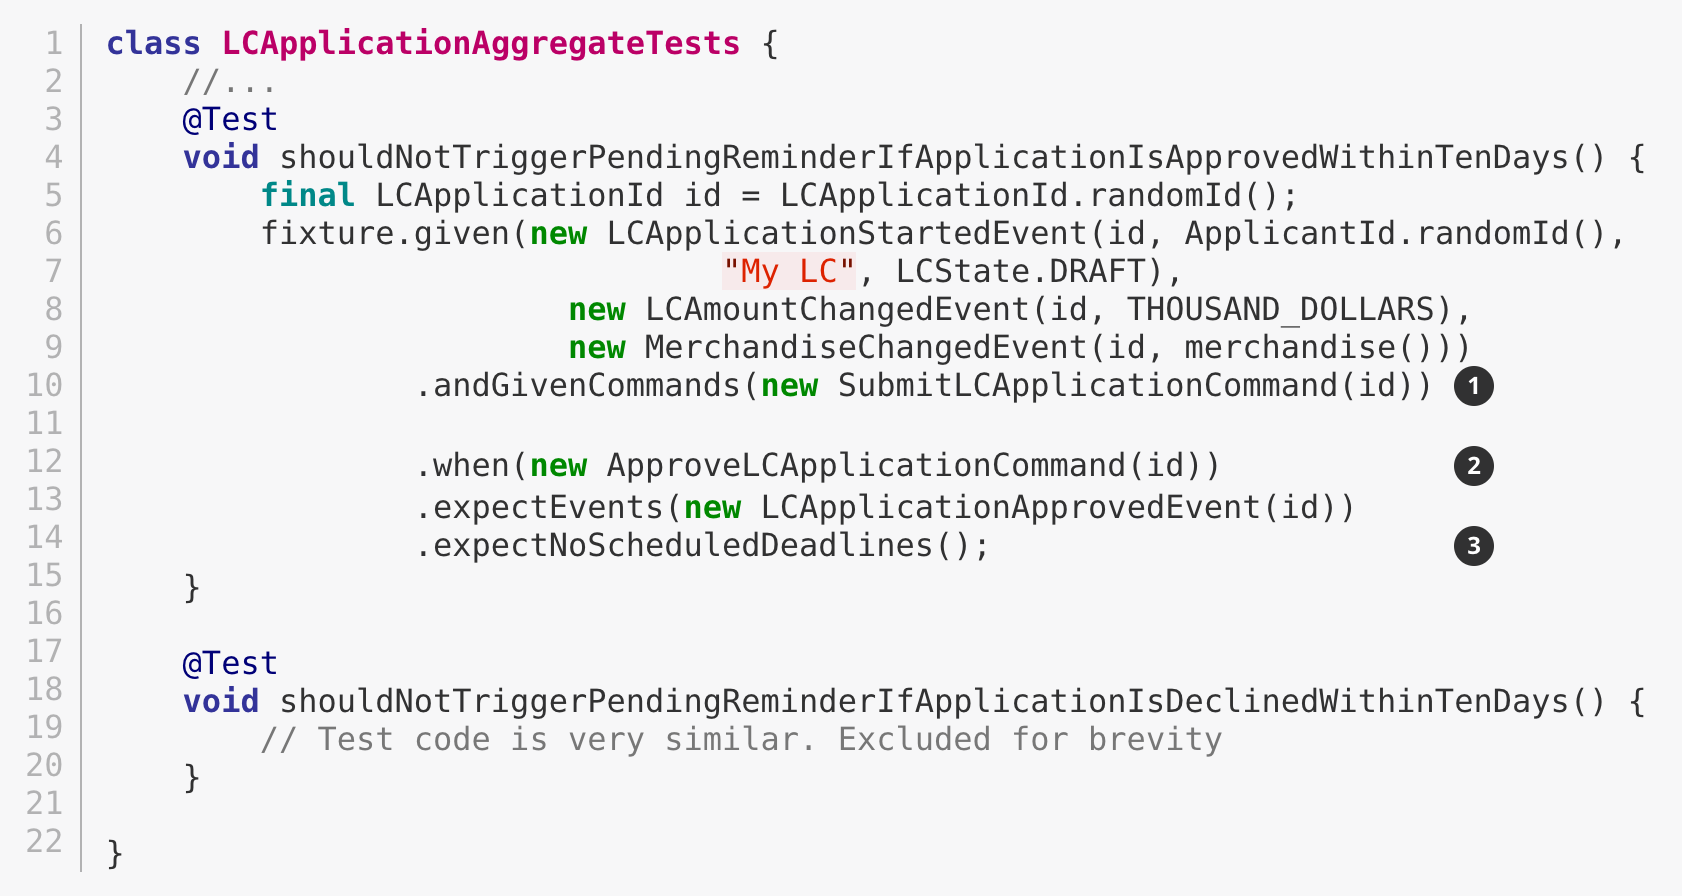 1 class LCApplicationAggregateTests {
2 //...
3 @Test
4 void shouldNotTriggerPendingReminderIfApplicationIsApprovedWithinTenDays() {
5 final LCApplicationId id = LCApplicationId.randomId();
6 fixture.given(new LCApplicationStartedEvent(id, ApplicantId.randomId(),
7 "My LC", LCState.DRAFT),
8 new LCAmountChangedEvent(id, THOUSAND_DOLLARS),
9 new MerchandiseChangedEvent(id, merchandise()))
10 .andGivenCommands(new SubmitLCApplicationCommand(id)) 1
11
12 .when(new ApproveLCApplicationCommand(id)) 2
13 .expectEvents(new LCApplicationApprovedEvent(id))
14 .expectNoScheduledDeadlines(); 3
15 }
16
17 @Test
18 void shouldNotTriggerPendingReminderIfApplicationIsDeclinedWithinTenDays() {
19 // Test code is very similar. Excluded for brevity
20 }
21
22 }